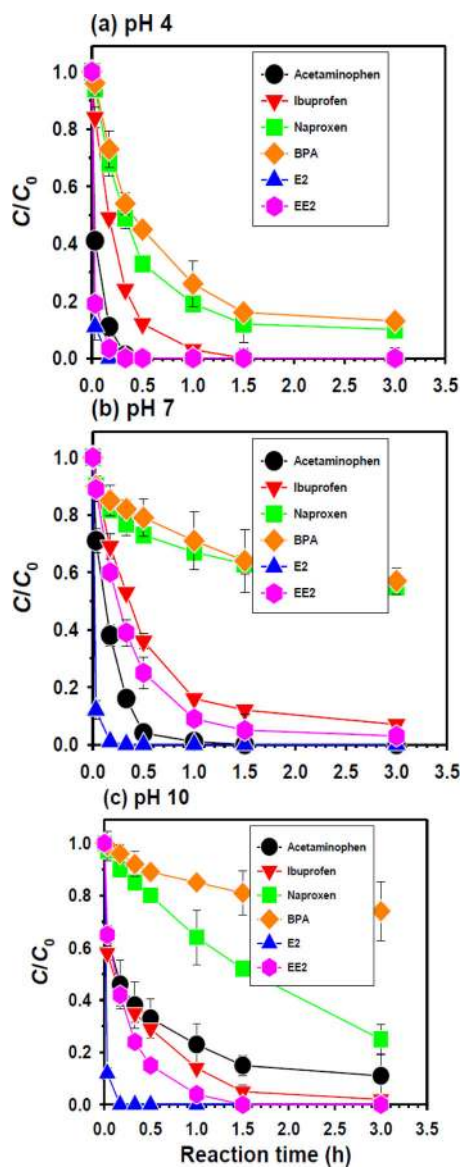 (a) pH 4
1.0
0.8
0.6
0.4
0.2
0.0
C/C0
Acetaminophen
Ibuprofen
Naproxen
BPA
E2
EE2
0.0 0.5 1.0 1.5 2.0 2.5 3.0 3.5
(b) pH 7
1.0
0.8
0.6
0.4
0.2
0.0
C/C0
Acetaminophen
Ibuprofen
Naproxen
BPA
E2
EE2
0.0 0.5 1.0 1.5 2.0 2.5 3.0 3.5
(c) pH 10
1.0
0.8
0.6
0.4
0.2
0.0
C/C0
Acetaminophen
Ibuprofen
Naproxen
BPA
E2
EE2
0.0 0.5 1.0 1.5 2.0 2.5 3.0 3.5
Reaction time (h)